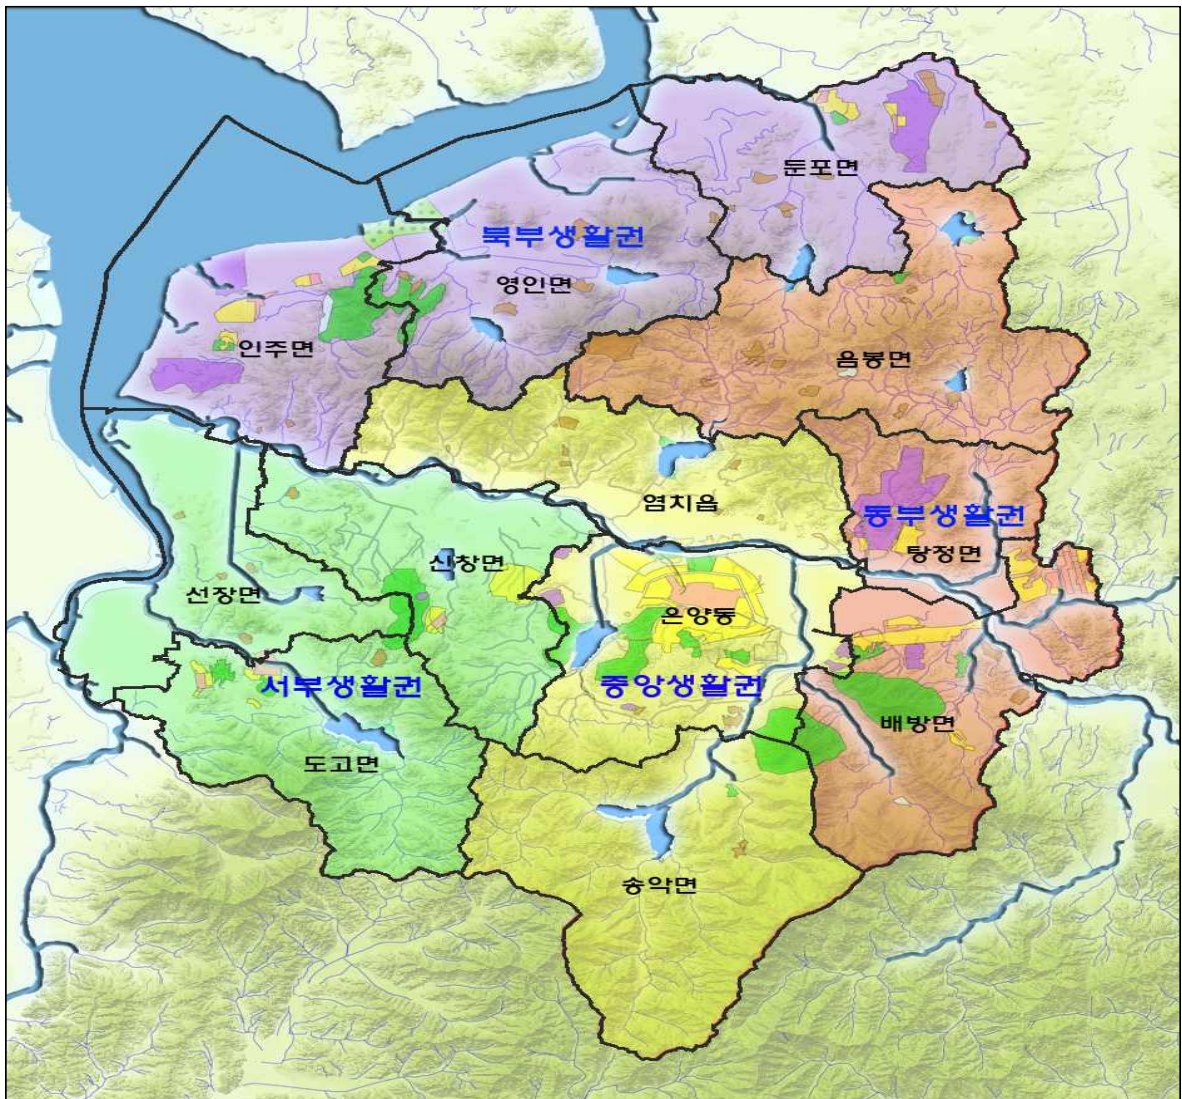 둔포면
북부생활권
영인면
인주면
음봉면
염치읍
동부생활권
탕정면
신창면
선장면
온양동
서부생활권
중앙생활권
배방면
도고면
송악면